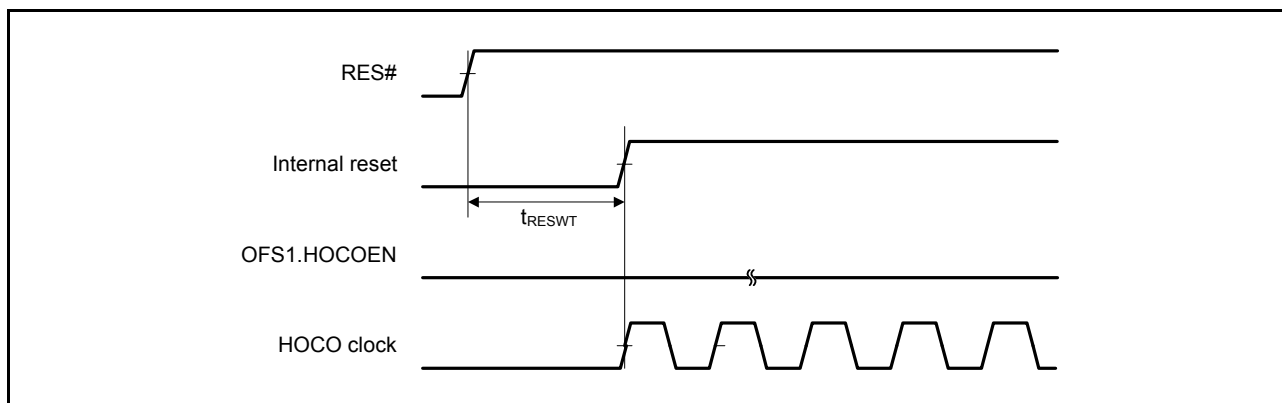 RES#
Internal reset
tRESWT
OFS1.HOCOEN
HOCO clock